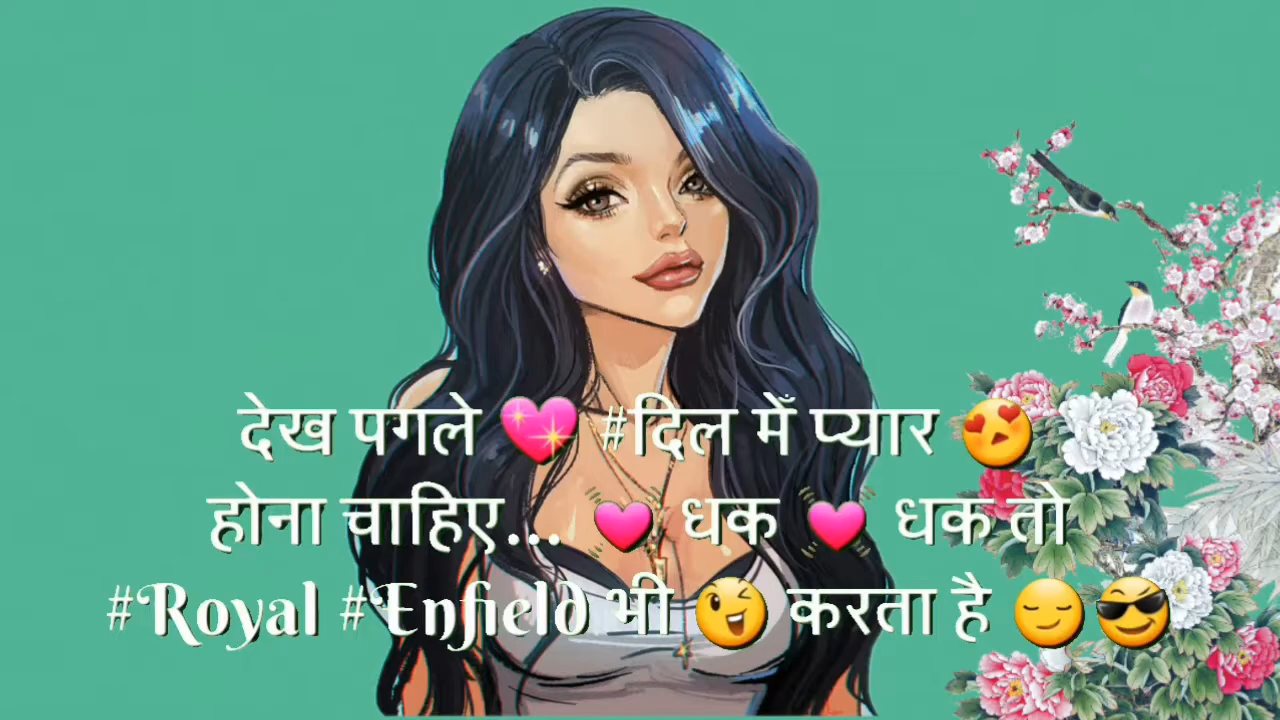 देख पगले 💖 #दिल मेँ प्यार 😍
होना चाहिए... 💓 धक 💓 धक तो
#Royal #Enfield भी 😉 करता है 😏😎